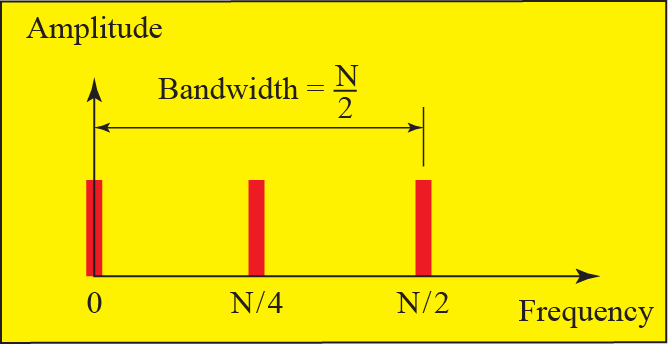 Amplitude
Bandwidth = N/2
0 N/4 N/2
Frequency